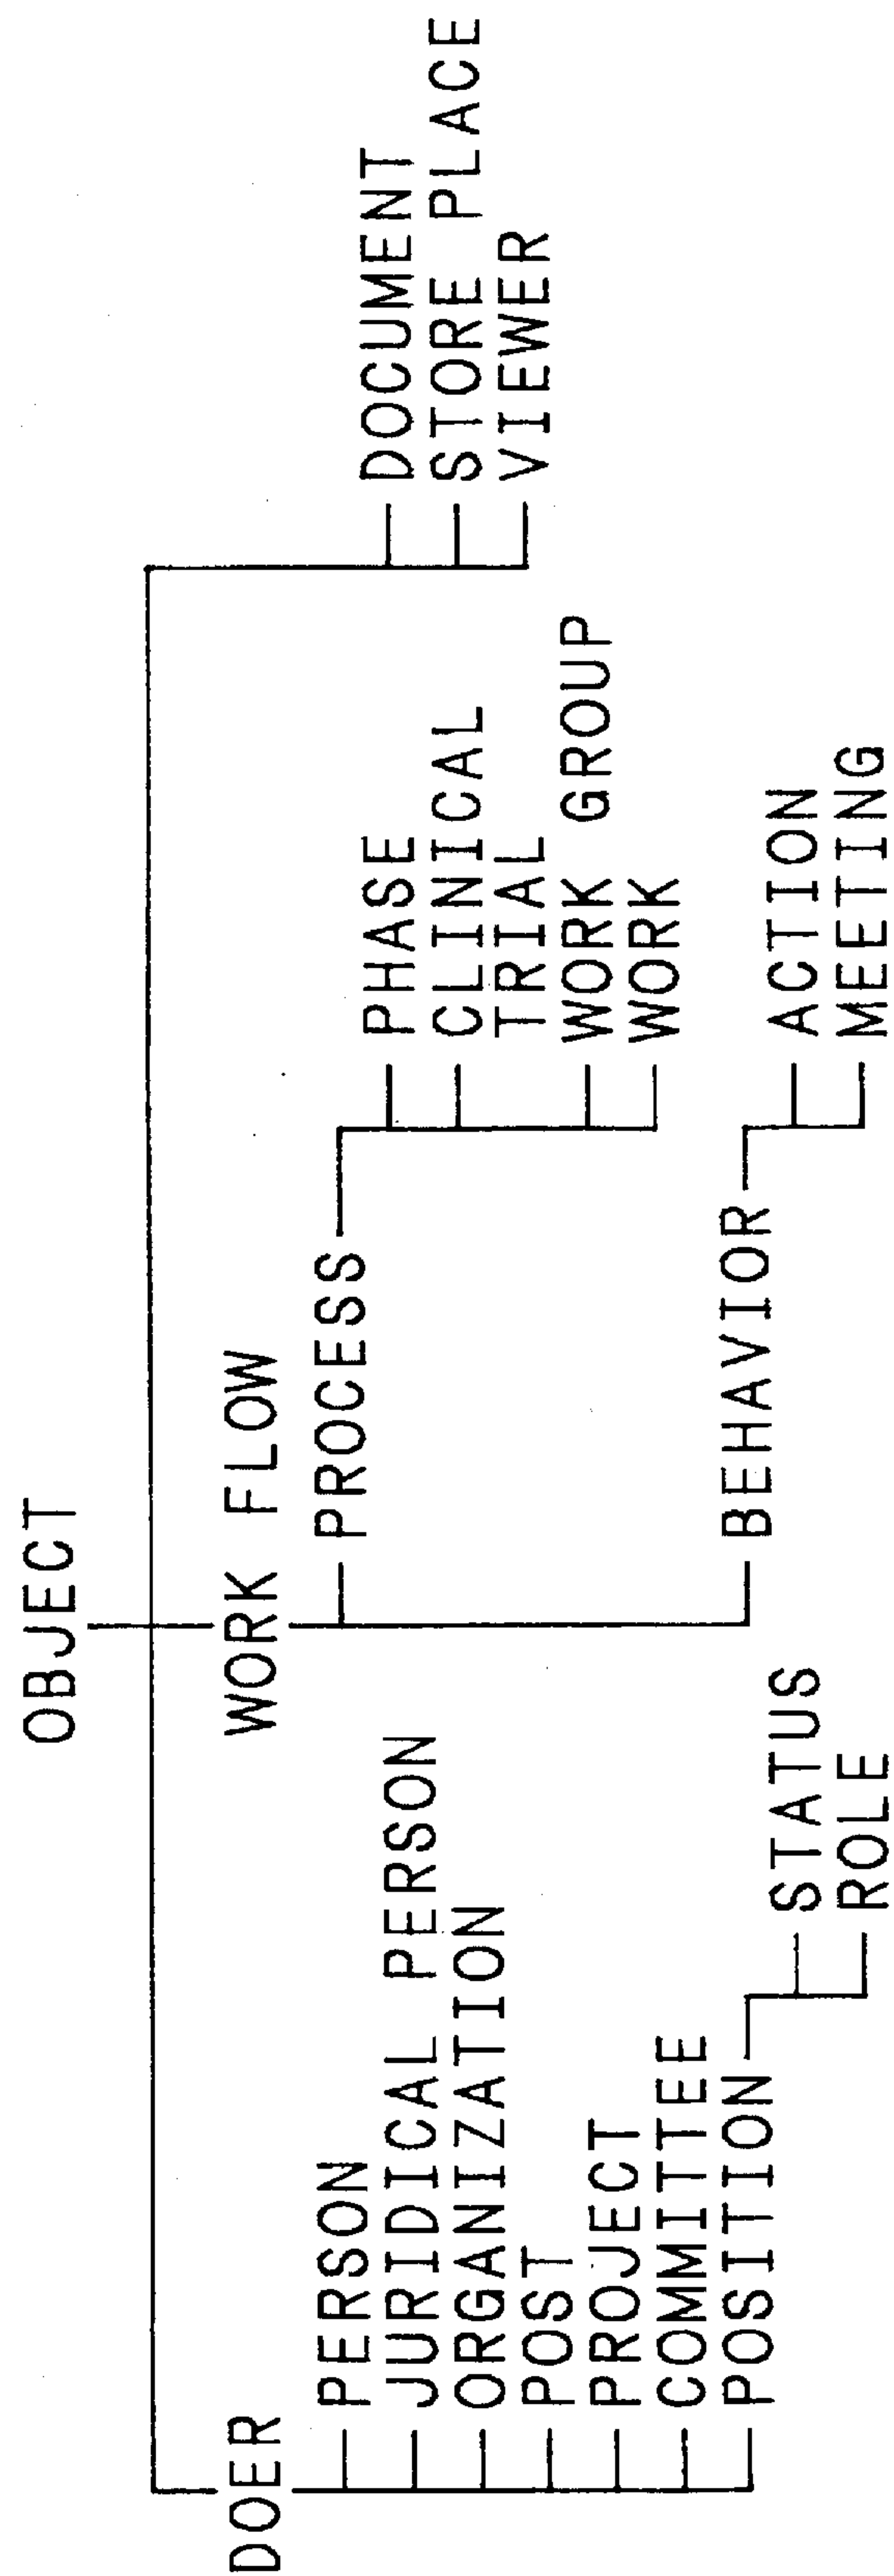 OBJECT
DOER
PERSON
JURIDICAL PERSON
ORGANIZATION
POST
PROJECT
COMMITTEE
POSITION
STATUS
ROLE
WORK FLOW
PROCESS
PHASE
CLINICAL
TRIAL
WORK GROUP
WORK
BEHAVIOR
ACTION
MEETING
DOCUMENT
STORE PLACE
VIEWER